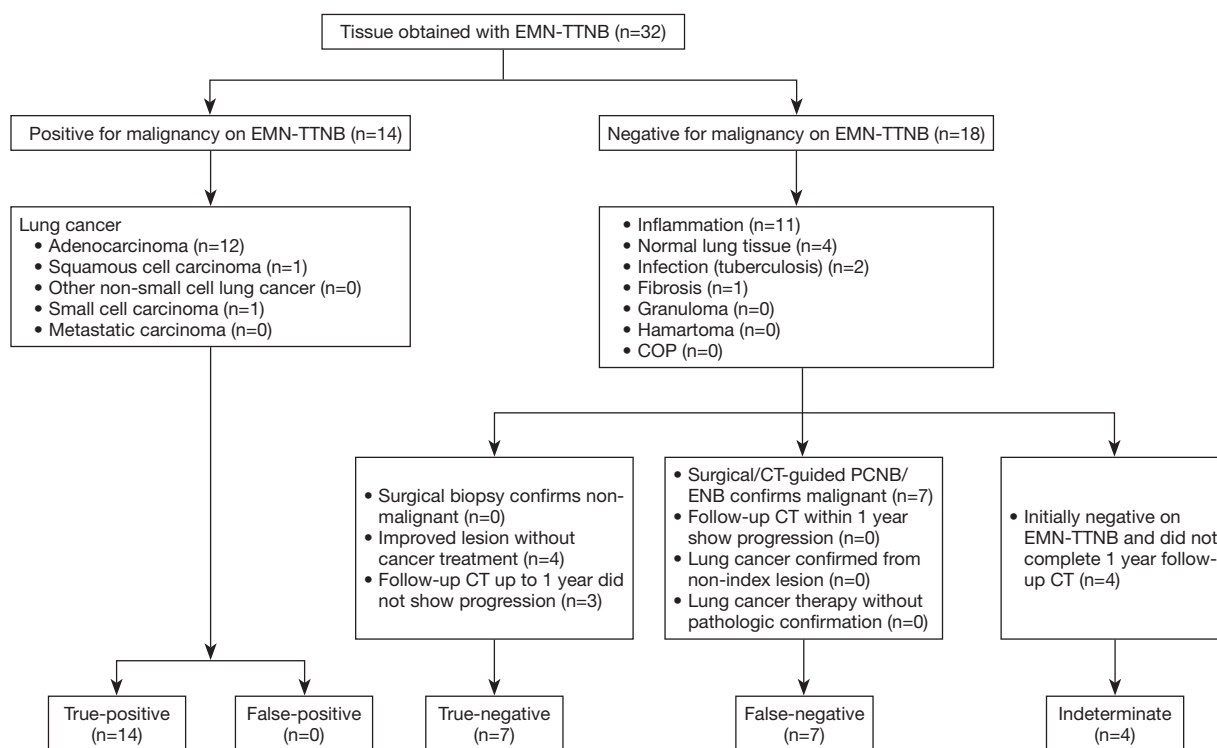 Tissue obtained with EMN-TTNB (n=32)
Positive for malignancy on EMN-TTNB (n=14)
Negative for malignancy on EMN-TTNB (n=18)
Lung cancer
• Adenocarcinoma (n=12)
• Squamous cell carcinoma (n=1)
• Other non-small cell lung cancer (n=0)
• Small cell carcinoma (n=1)
• Metastatic carcinoma (n=0)
• Inflammation (n=11)
• Normal lung tissue (n=4)
• Infection (tuberculosis) (n=2)
• Fibrosis (n=1)
• Granuloma (n=0)
• Hamartoma (n=0)
• COP (n=0)
• Surgical biopsy confirms non-
malignant (n=0)
• Improved lesion without
cancer treatment (n=4)
• Follow-up CT up to 1 year did
not show progression (n=3)
• Surgical/CT-guided PCNB/
ENB confirms malignant (n=7)
• Follow-up CT within 1 year
show progression (n=0)
• Lung cancer confirmed from
non-index lesion (n=0)
• Lung cancer therapy without
pathologic confirmation (n=0)
• Initially negative on
EMN-TTNB and did not
complete 1 year follow-
up CT (n=4)
True-positive
(n=14)
False-positive
(n=0)
True-negative
(n=7)
False-negative
(n=7)
Indeterminate
(n=4)